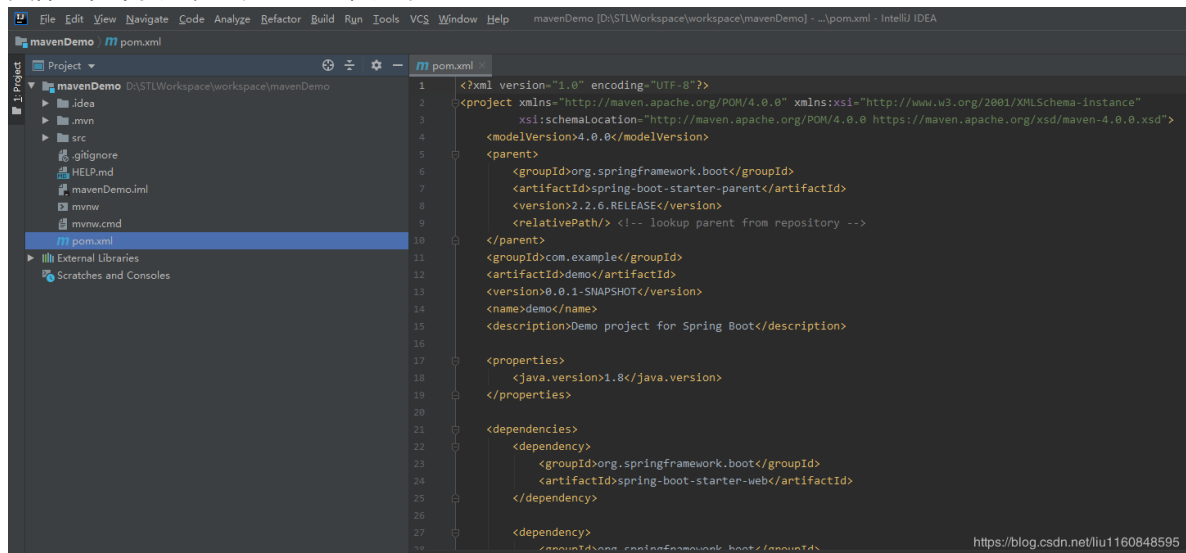 File Edit View Navigate Code Analyze Refactor Build Run Tools VCS Window Help mavenDemo [D:\STLWorkspace\workspace\mavenDemo] - ...\pom.xml - IntelliJ IDEA
mavenDemo pom.xml
1: Project
Project
mavenDemo D:\STLWorkspace\workspace\mavenDemo
.idea
.mvn
src
.gitignore
HELP.md
mavenDemo.iml
mvnw
mvnw.cmd
pom.xml
External Libraries
Scratches and Consoles
pom.xml
1 <?xml version="1.0" encoding="UTF-8"?>
2 <project xmlns="http://maven.apache.org/POM/4.0.0" xmlns:xsi="http://www.w3.org/2001/XMLSchema-instance"
3 xsi:schemaLocation="http://maven.apache.org/POM/4.0.0 https://maven.apache.org/xsd/maven-4.0.0.xsd">
4 <modelVersion>4.0.0</modelVersion>
5 <parent>
6 <groupId>org.springframework.boot</groupId>
7 <artifactId>spring-boot-starter-parent</artifactId>
8 <version>2.2.6.RELEASE</version>
9 <relativePath/> <!-- lookup parent from repository -->
10 </parent>
11 <groupId>com.example</groupId>
12 <artifactId>demo</artifactId>
13 <version>0.0.1-SNAPSHOT</version>
14 <name>demo</name>
15 <description>Demo project for Spring Boot</description>
16
17 <properties>
18 <java.version>1.8</java.version>
19 </properties>
20
21 <dependencies>
22 <dependency>
23 <groupId>org.springframework.boot</groupId>
24 <artifactId>spring-boot-starter-web</artifactId>
25 </dependency>
26
27 <dependency>
28 <groupId>org.springframework.boot</groupId>
https://blog.csdn.net/liu1160848595